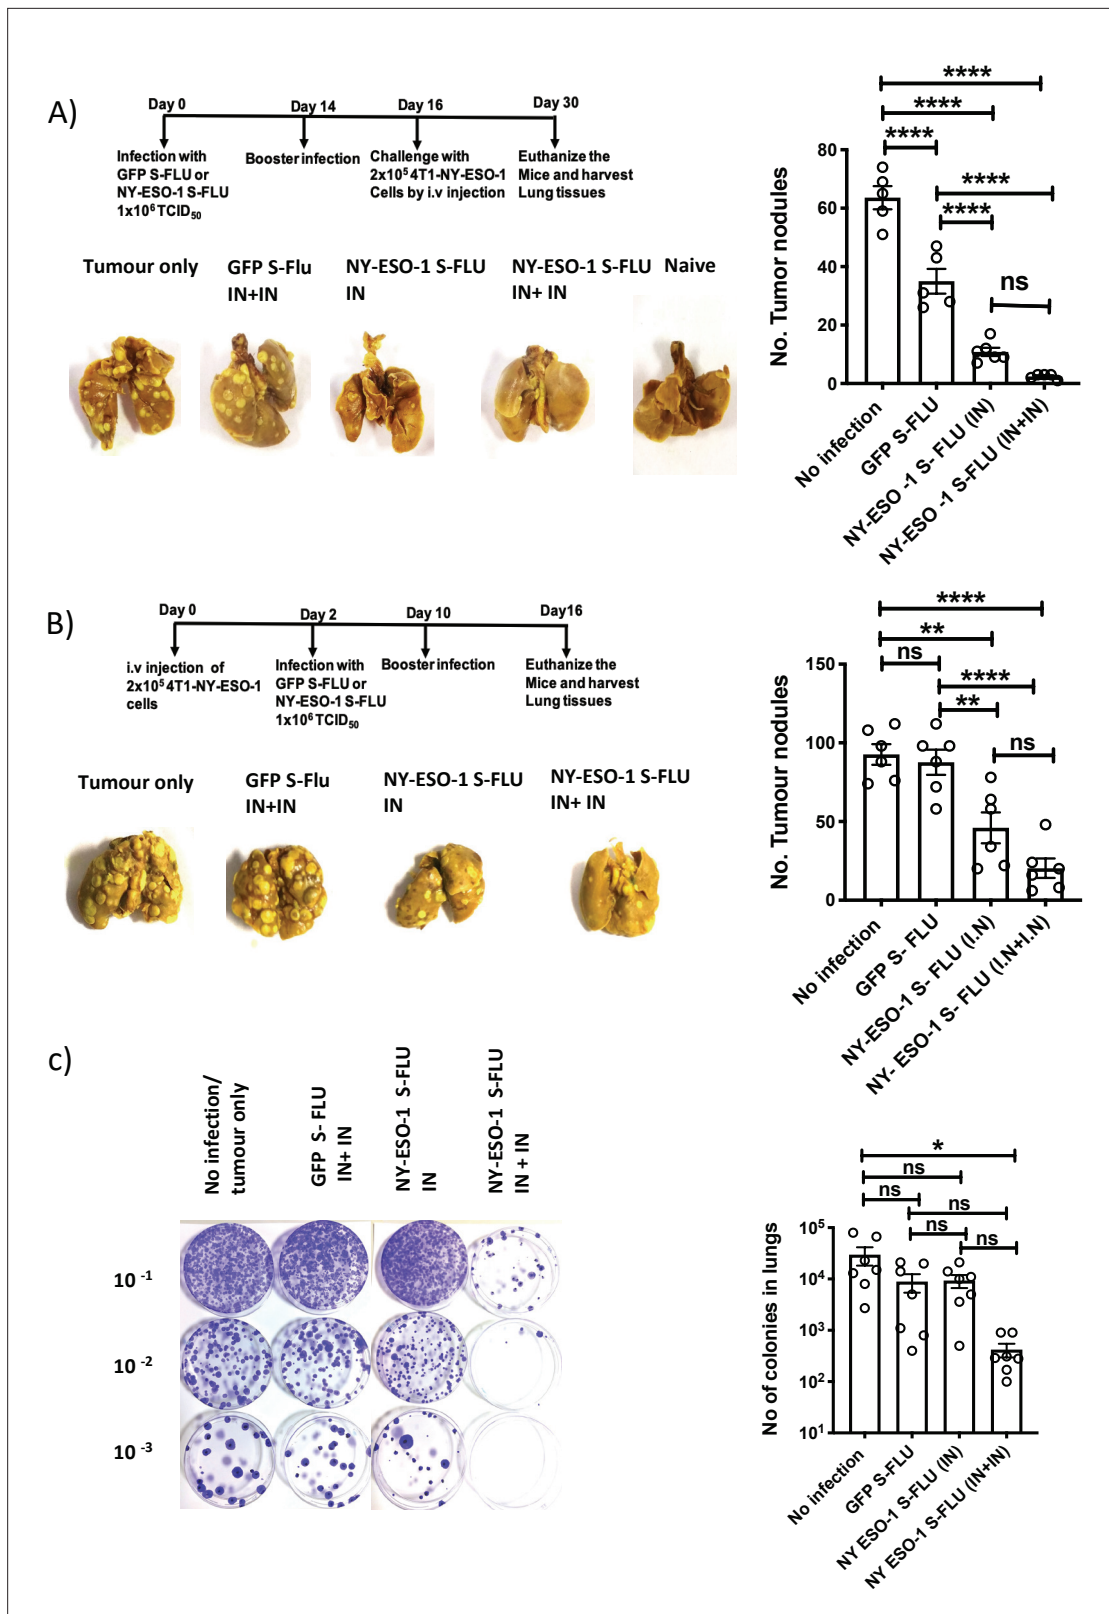 A)
Day 0
Day 14
Day 16
Day 30
Infection with
GFP S-FLU or
NY-ESO-1 S-FLU
1x10⁶ TCID₅₀
Booster infection
Challenge with
2x10⁵ 4T1-NY-ESO-1
Cells by i.v injection
Euthanize the
Mice and harvest
Lung tissues
Tumour only
GFP S-Flu
IN+IN
NY-ESO-1 S-FLU
IN
NY-ESO-1 S-FLU
IN+ IN
Naive
****
****
****
****
****
ns
No. Tumor nodules
80
60
40
20
0
No infection
GFP S-FLU
NY-ESO -1 S- FLU (IN)
NY-ESO -1 S-FLU (IN+IN)
B)
Day 0
Day 2
Day 10
Day16
i.v injection of
2x10⁵ 4T1-NY-ESO-1
cells
Infection with
GFP S-FLU or
NY-ESO-1 S-FLU
1x10⁶ TCID₅₀
Booster infection
Euthanize the
Mice and harvest
Lung tissues
Tumour only
GFP S-Flu
IN+IN
NY-ESO-1 S-FLU
IN
NY-ESO-1 S-FLU
IN+ IN
****
**
ns
****
**
ns
No. Tumour nodules
150
100
50
0
No infection
GFP S- FLU
NY-ESO-1 S- FLU (I.N)
NY- ESO-1 S- FLU (I.N+I.N)
c)
No infection/
tumour only
GFP S- FLU
IN+ IN
NY-ESO-1 S-FLU
IN
NY-ESO-1 S-FLU
IN + IN
10 -1
10 -2
10 -3
*
ns
ns
ns
ns
ns
No of colonies in lungs
10⁵
10⁴
10³
10²
10¹
No infection
GFP S-FLU
NY ESO-1 S-FLU (IN)
NY ESO-1 S-FLU (IN+IN)